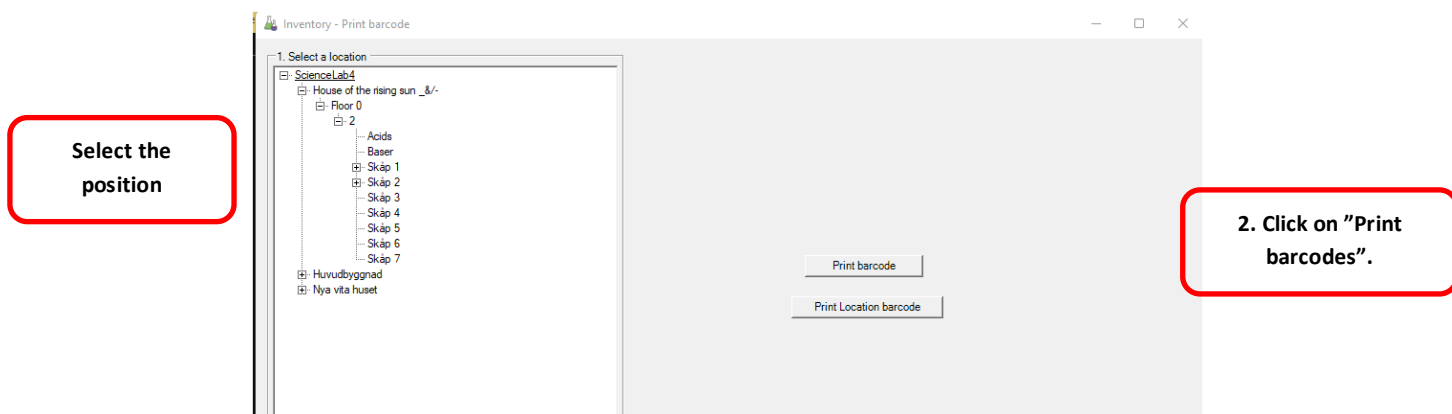 Inventory - Print barcode
1. Select a location
ScienceLab4
House of the rising sun _&/-
Floor 0
2
Acids
Baser
Skåp 1
Skåp 2
Skåp 3
Skåp 4
Skåp 5
Skåp 6
Skåp 7
Huvudbyggnad
Nya vita huset
Select the
position
Print barcode
Print Location barcode
2. Click on ”Print
barcodes”.